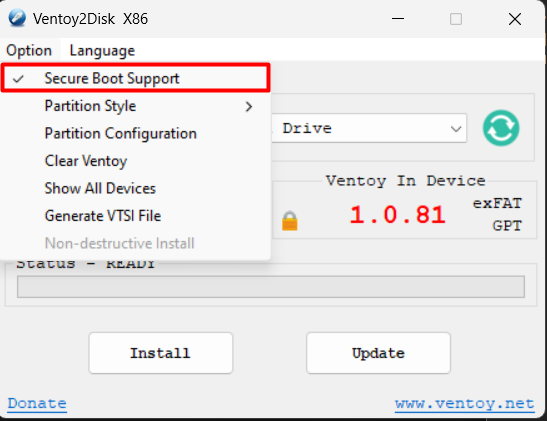 Ventoy2Disk X86
Option Language
Secure Boot Support
Partition Style
Partition Configuration
Clear Ventoy
Show All Devices
Generate VTSI File
Non-destructive Install
Drive
Ventoy In Device
1.0.81
exFAT
GPT
Status - READY
Install Update
Donate www.ventoy.net